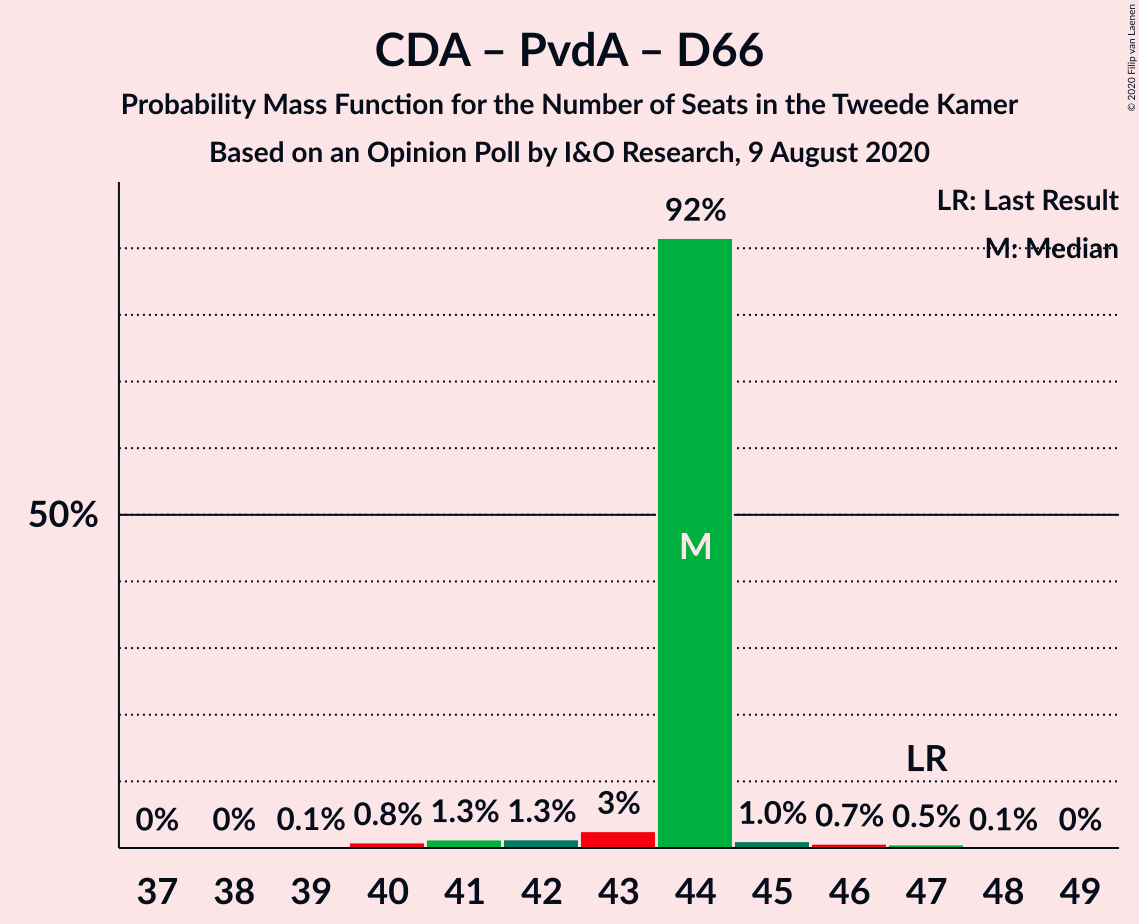 CDA – PvdA – D66
Probability Mass Function for the Number of Seats in the Tweede Kamer
Based on an Opinion Poll by I&O Research, 9 August 2020
© 2020 Filip van Laenen
LR: Last Result
M: Median
92%
50%
M
LR
0% 0% 0.1% 0.8% 1.3% 1.3% 3% 1.0% 0.7% 0.5% 0.1% 0%
37 38 39 40 41 42 43 44 45 46 47 48 49